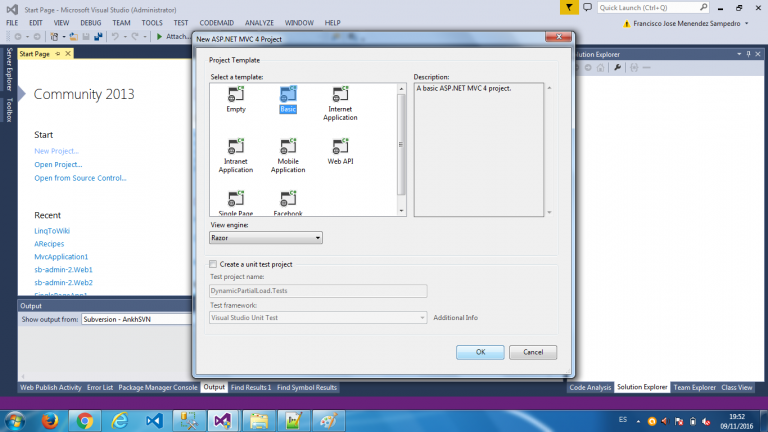 Start Page - Microsoft Visual Studio (Administrator)
Quick Launch (Ctrl+Q)
FILE EDIT VIEW DEBUG TEAM TOOLS TEST CODEMAID ANALYZE WINDOW HELP
Francisco Jose Menendez Sampedro
Attach...
New ASP.NET MVC 4 Project
Server Explorer
Toolbox
Start Page
Community 2013
Start
New Project...
Open Project...
Open from Source Control...
Recent
LinqToWiki
ARecipes
MvcApplication1
sb-admin-2.Web1
sb-admin-2.Web2
Project Template
Select a template:
Empty
Basic
Internet Application
Intranet Application
Mobile Application
Web API
Single Page
Facebook
Description:
A basic ASP.NET MVC 4 project.
View engine:
Razor
Create a unit test project
Test project name:
DynamicPartialLoad.Tests
Test framework:
Visual Studio Unit Test
Additional Info
OK
Cancel
olution Explorer
Output
Show output from: Subversion - AnkhSVN
Web Publish Activity Error List Package Manager Console Output Find Results 1 Find Symbol Results
Code Analysis Solution Explorer Team Explorer Class View
ES
19:52
09/11/2016